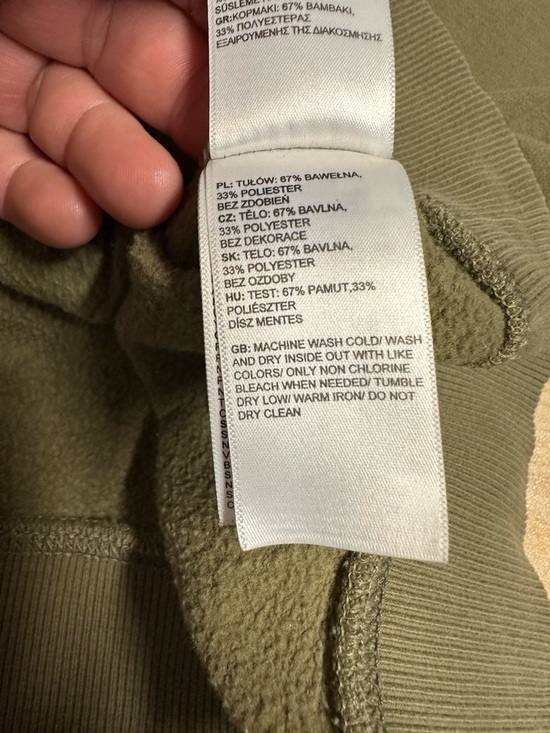 SÜSLEME
GR:ΚΟΡΜΑΚΙ: 67% ΒΑΜΒΑΚΙ,
33% ΠΟΛΥΕΣΤΕΡΑΣ
ΕΞΑΙΡΟΥΜΕΝΗΣ ΤΗΣ ΔΙΑΚΟΣΜΗΣΗΣ
PL: TUŁÓW: 67% BAWEŁNA,
33% POLIESTER
BEZ ZDOBIEŃ
CZ: TĚLO: 67% BAVLNA,
33% POLYESTER
BEZ DEKORACE
SK: TELO: 67% BAVLNA,
33% POLYESTER
BEZ OZDOBY
HU: TEST: 67% PAMUT,33%
POLIÉSZTER
DÍSZ MENTES
GB: MACHINE WASH COLD/ WASH
AND DRY INSIDE OUT WITH LIKE
COLORS/ ONLY NON CHLORINE
BLEACH WHEN NEEDED/ TUMBLE
DRY LOW/ WARM IRON/ DO NOT
DRY CLEAN